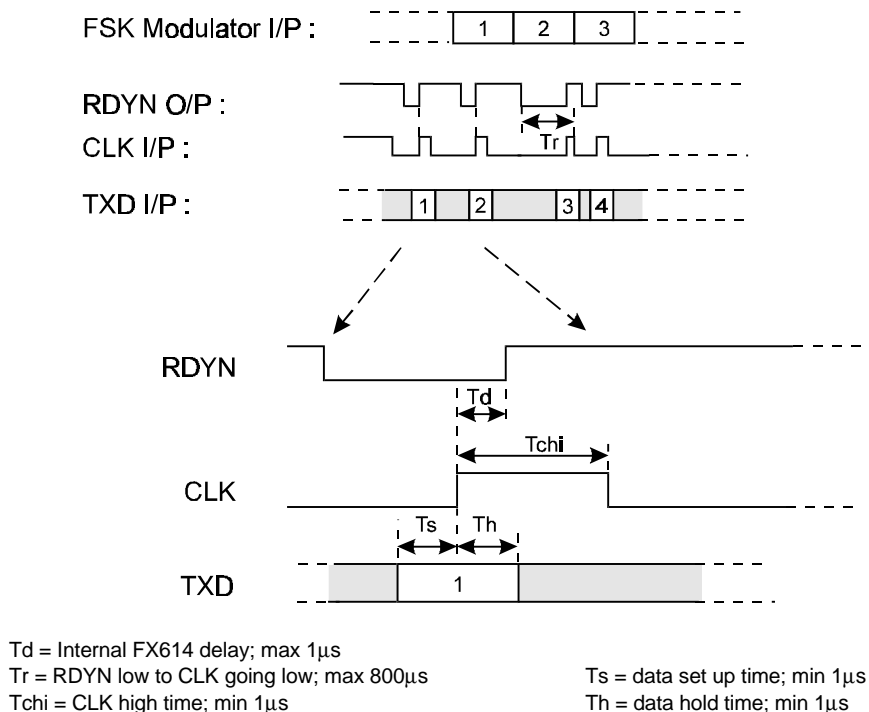 FSK Modulator I/P :
1 2 3
RDYN O/P :
Tr
CLK I/P :
TXD I/P :
1 2 3 4
RDYN
Td
Tchi
CLK
Ts Th
TXD
1
Td = Internal FX614 delay; max 1μs
Tr = RDYN low to CLK going low; max 800μs
Ts = data set up time; min 1μs
Tchi = CLK high time; min 1μs
Th = data hold time; min 1μs